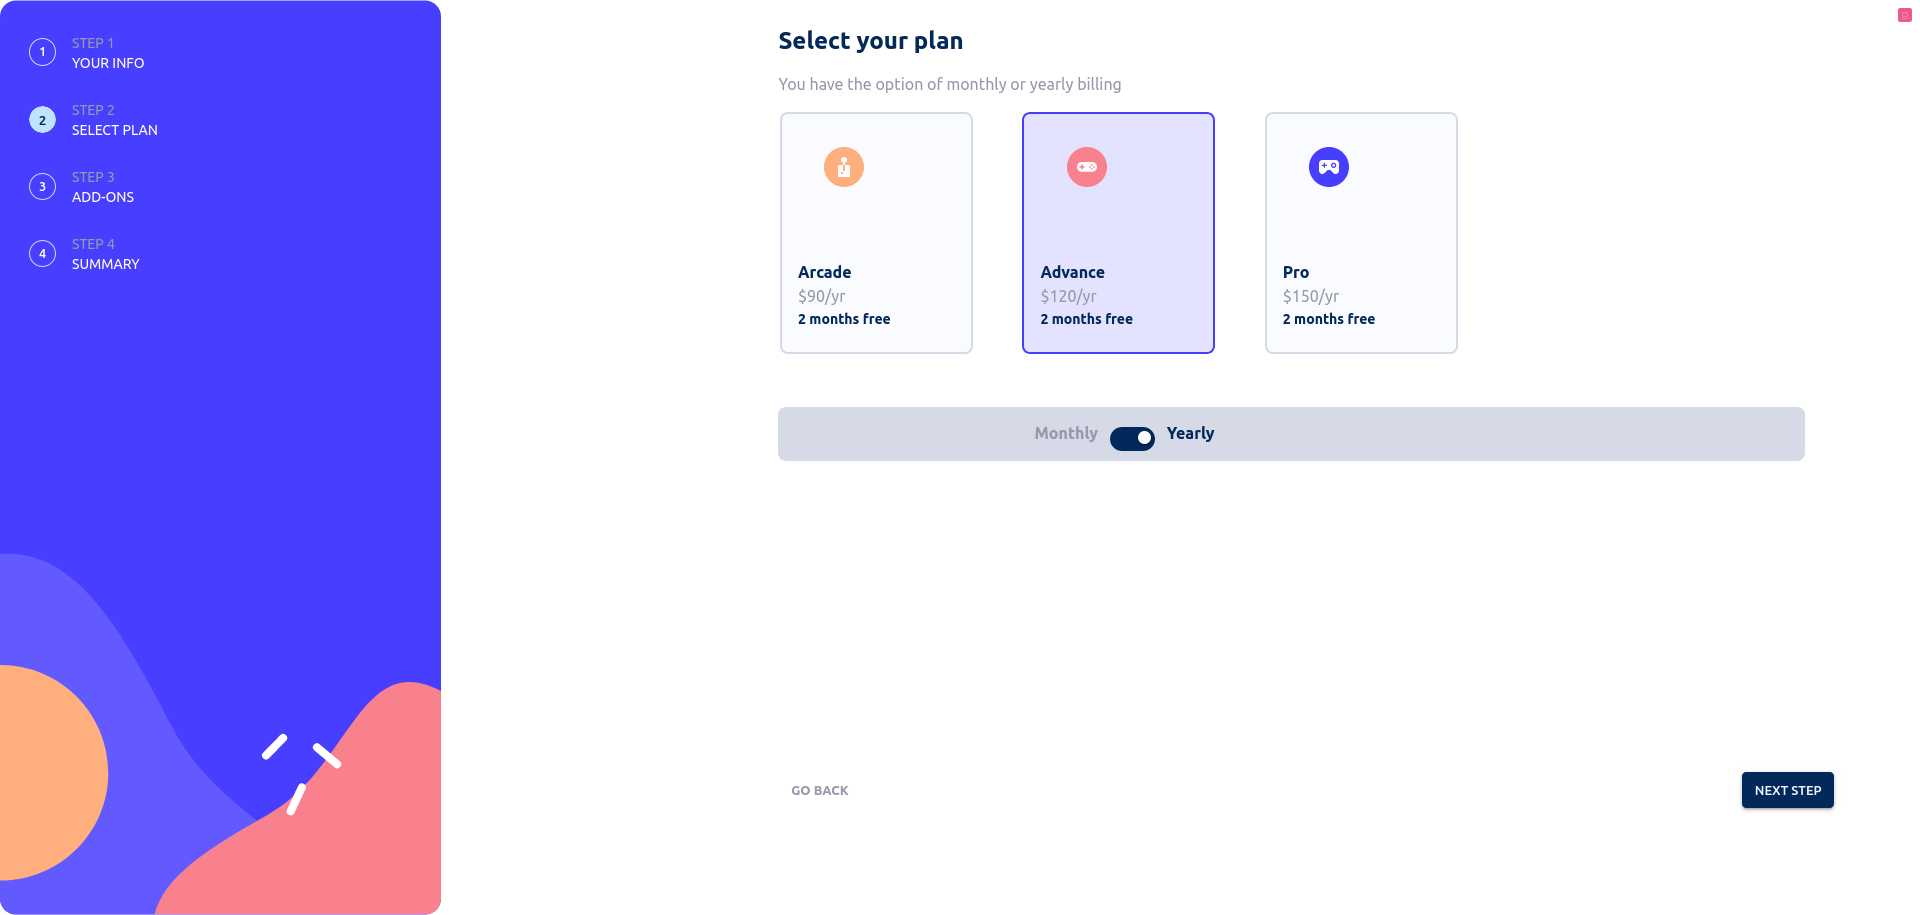 1
STEP 1
YOUR INFO
2
STEP 2
SELECT PLAN
3
STEP 3
ADD-ONS
4
STEP 4
SUMMARY
Select your plan
You have the option of monthly or yearly billing
Arcade
$90/yr
2 months free
Advance
$120/yr
2 months free
Pro
$150/yr
2 months free
Monthly
Yearly
GO BACK
NEXT STEP